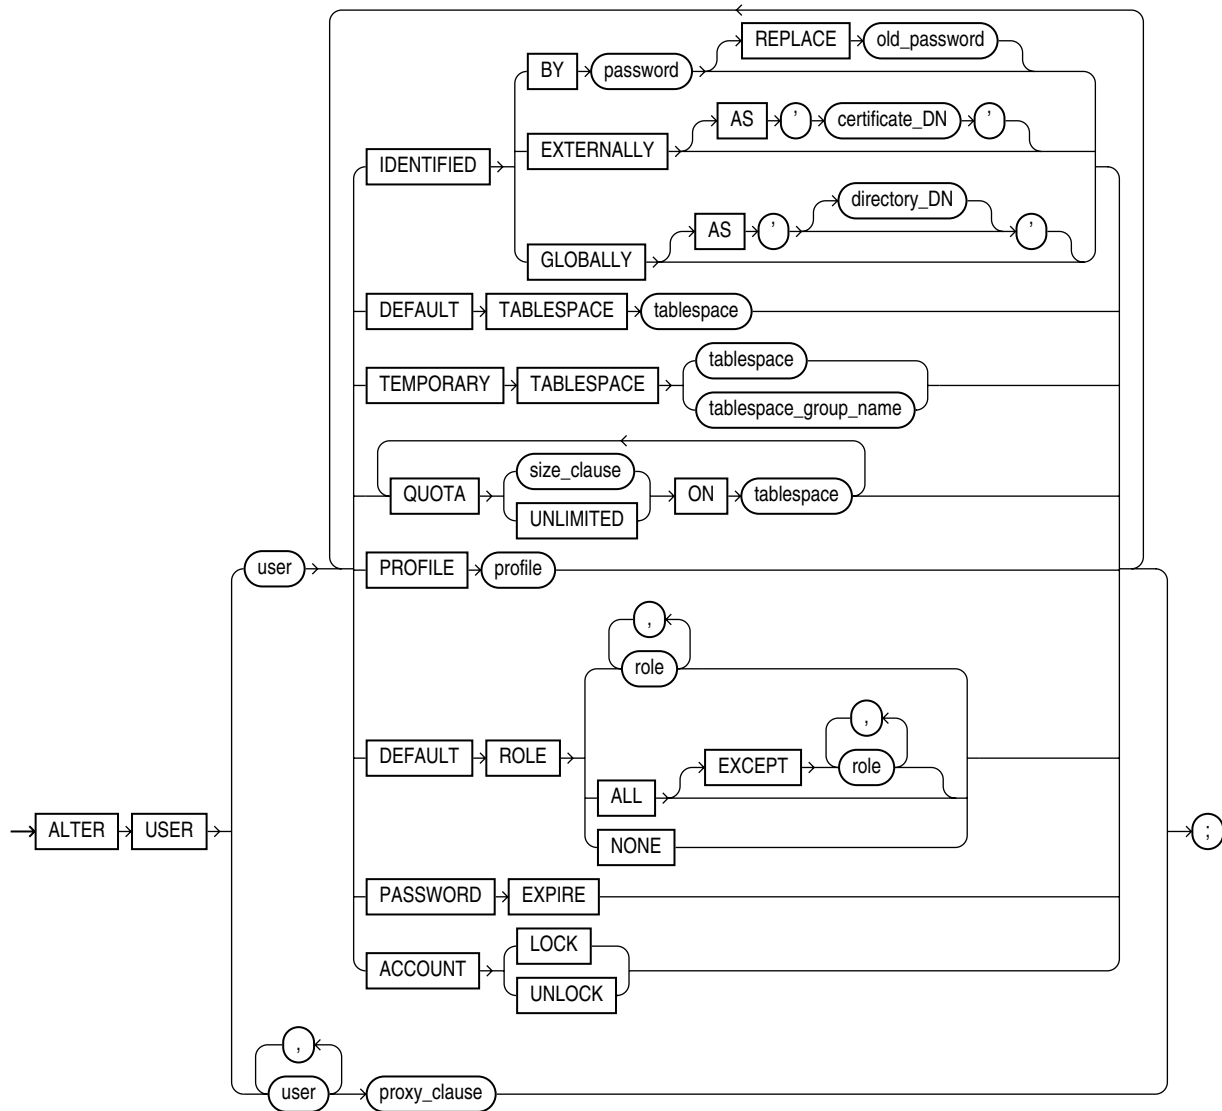 REPLACE old_password
BY password
AS ' certificate_DN '
EXTERNALLY
IDENTIFIED
directory_DN
AS ' '
GLOBALLY
DEFAULT TABLESPACE tablespace
tablespace
TEMPORARY TABLESPACE
tablespace_group_name
size_clause
QUOTA ON tablespace
UNLIMITED
user PROFILE profile
,
role
,
DEFAULT ROLE EXCEPT role
ALL
ALTER USER ;
NONE
PASSWORD EXPIRE
LOCK
ACCOUNT
UNLOCK
,
user proxy_clause